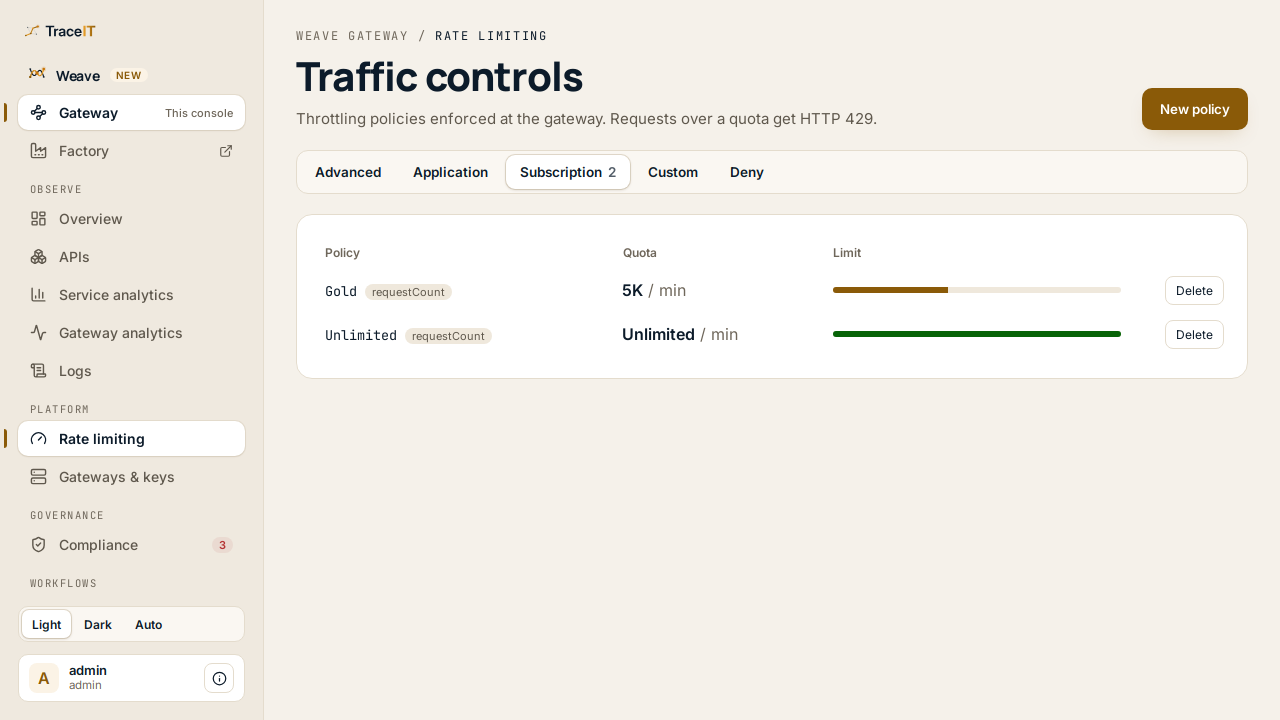 TraceIT
Weave NEW
Gateway This console
Factory
OBSERVE
Overview
APIs
Service analytics
Gateway analytics
Logs
PLATFORM
Rate limiting
Gateways & keys
GOVERNANCE
Compliance 3
WORKFLOWS
Light Dark Auto
A admin
admin
WEAVE GATEWAY / RATE LIMITING
Traffic controls
Throttling policies enforced at the gateway. Requests over a quota get HTTP 429.
New policy
Advanced Application Subscription 2 Custom Deny
Policy Quota Limit
Gold requestCount 5K / min Delete
Unlimited requestCount Unlimited / min Delete